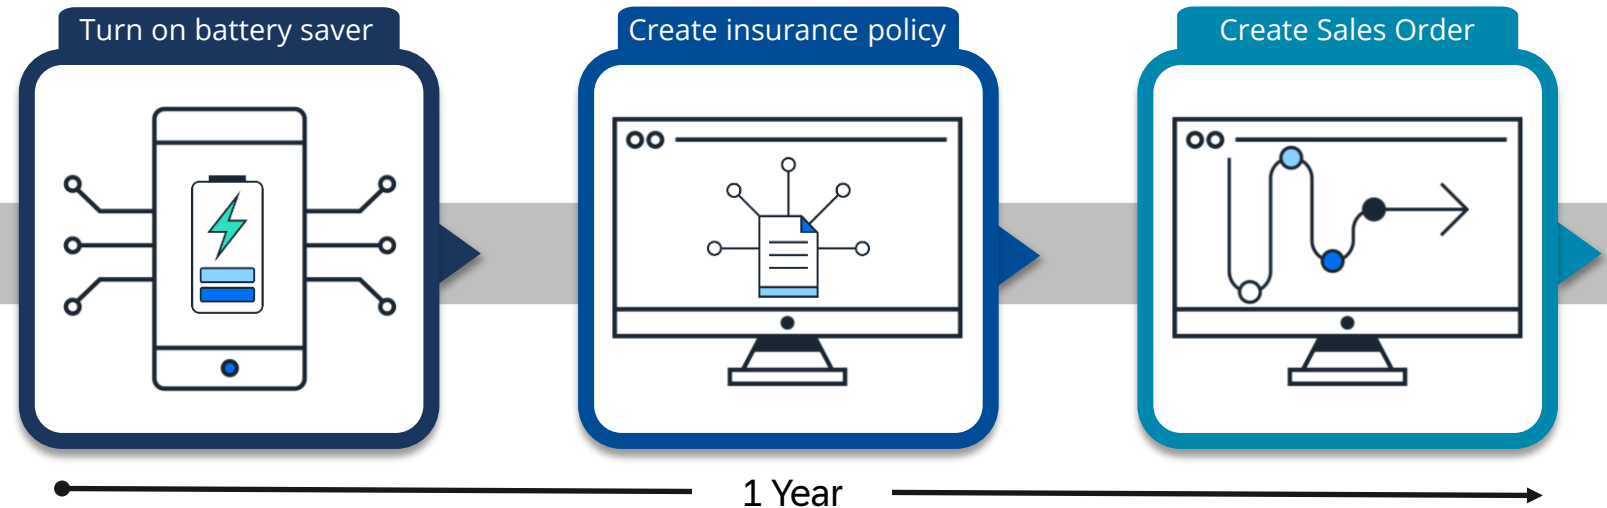 Turn on battery saver
Create insurance policy
Create Sales Order
1 Year